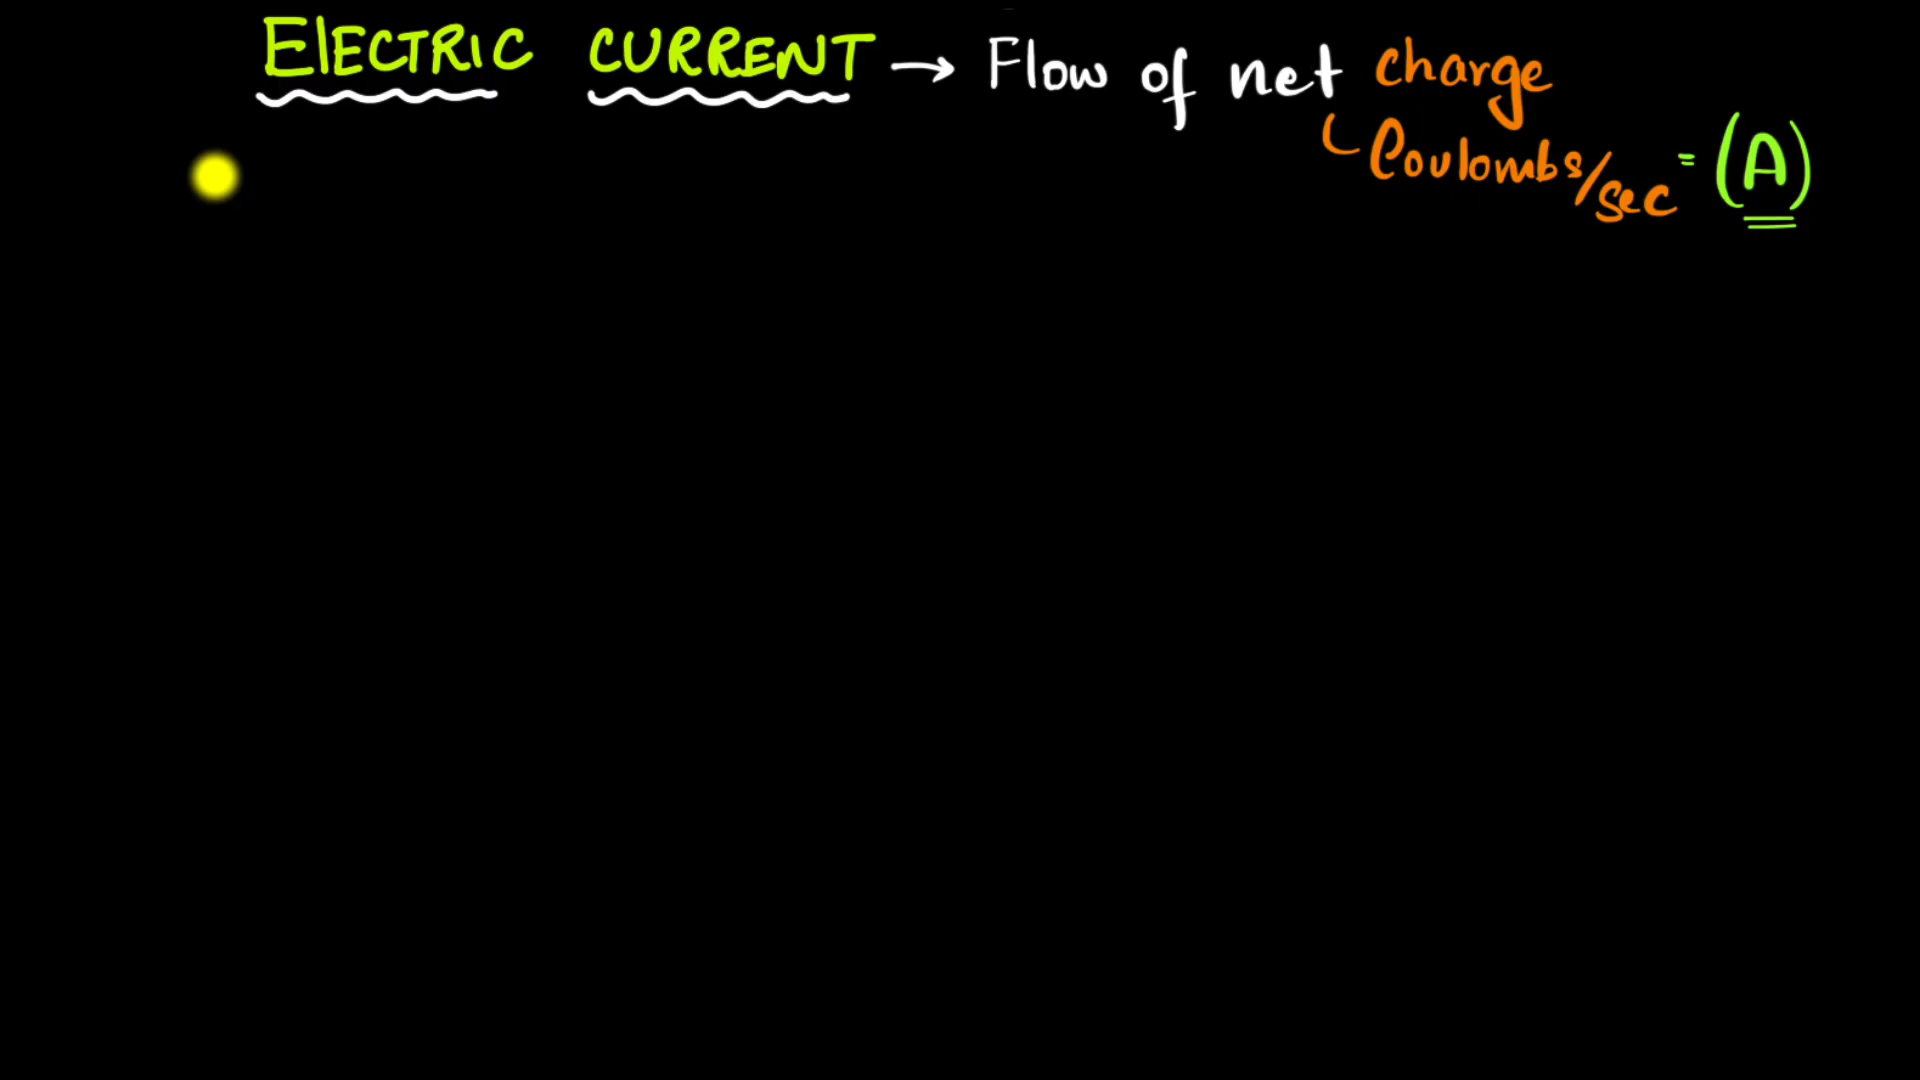 ElECTRIC CURRENT → Flow of net charge
Coulombs/sec = (A)